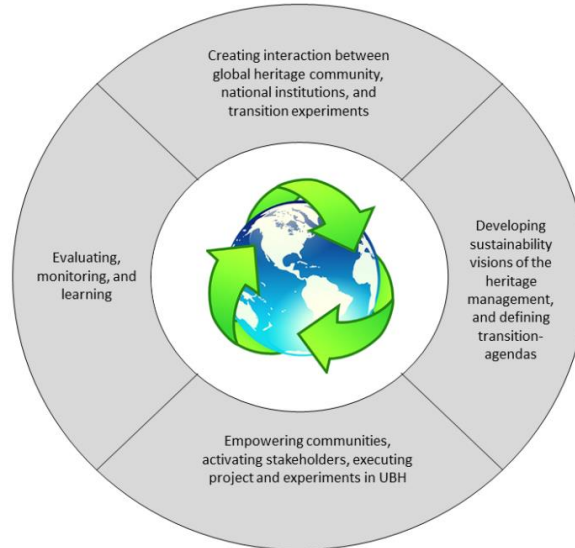 Creating interaction between
global heritage community,
national institutions, and
transition experiments
Developing
sustainability
visions of the
heritage
management,
and defining
transition-
agendas
Empowering communities,
activating stakeholders, executing
project and experiments in UBH
Evaluating,
monitoring, and
learning